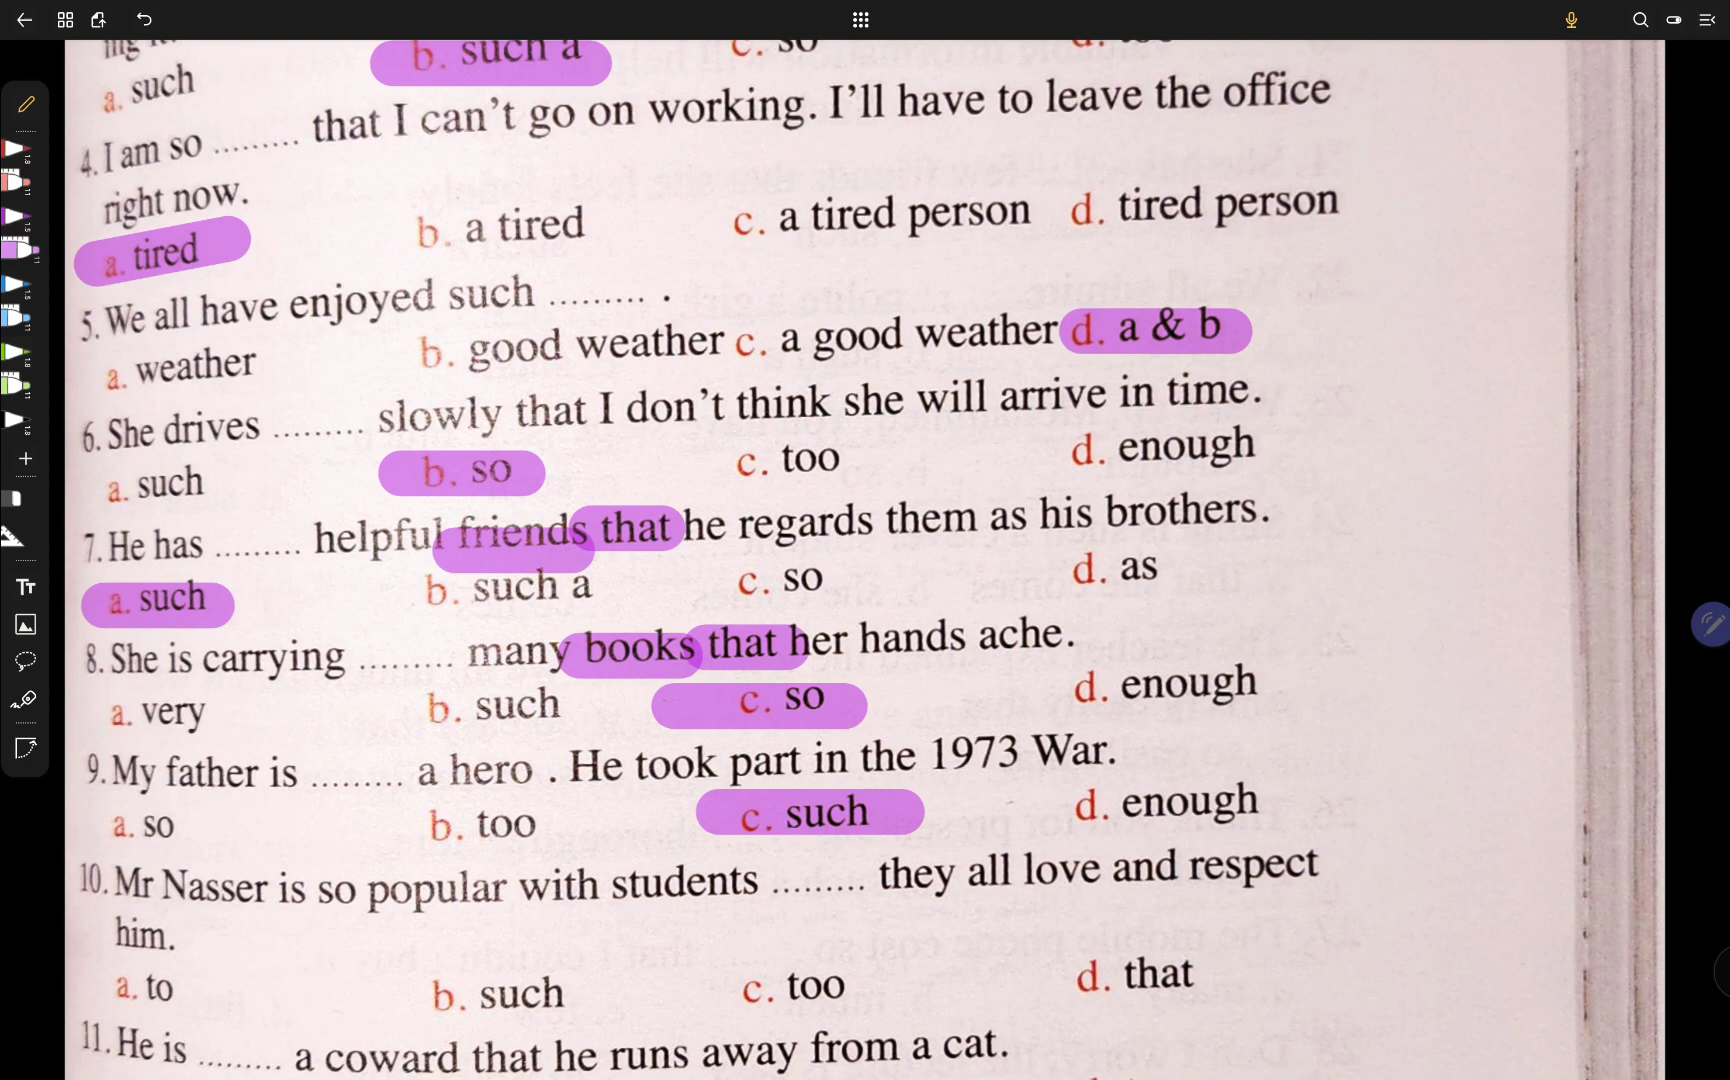 a. such
b. such a
c. so
4. I am so ......... that I can't go on working. I'll have to leave the office
right now.
a. tired b. a tired c. a tired person d. tired person
5. We all have enjoyed such ......... .
a. weather b. good weather c. a good weather d. a & b
6. She drives ......... slowly that I don't think she will arrive in time.
a. such b. so c. too d. enough
7. He has ......... helpful friends that he regards them as his brothers.
a. such b. such a c. so d. as
8. She is carrying ......... many books that her hands ache.
a. very b. such c. so d. enough
9. My father is ......... a hero . He took part in the 1973 War.
a. so b. too c. such d. enough
10. Mr Nasser is so popular with students ......... they all love and respect
him.
a. to b. such c. too d. that
11. He is ......... a coward that he runs away from a cat.